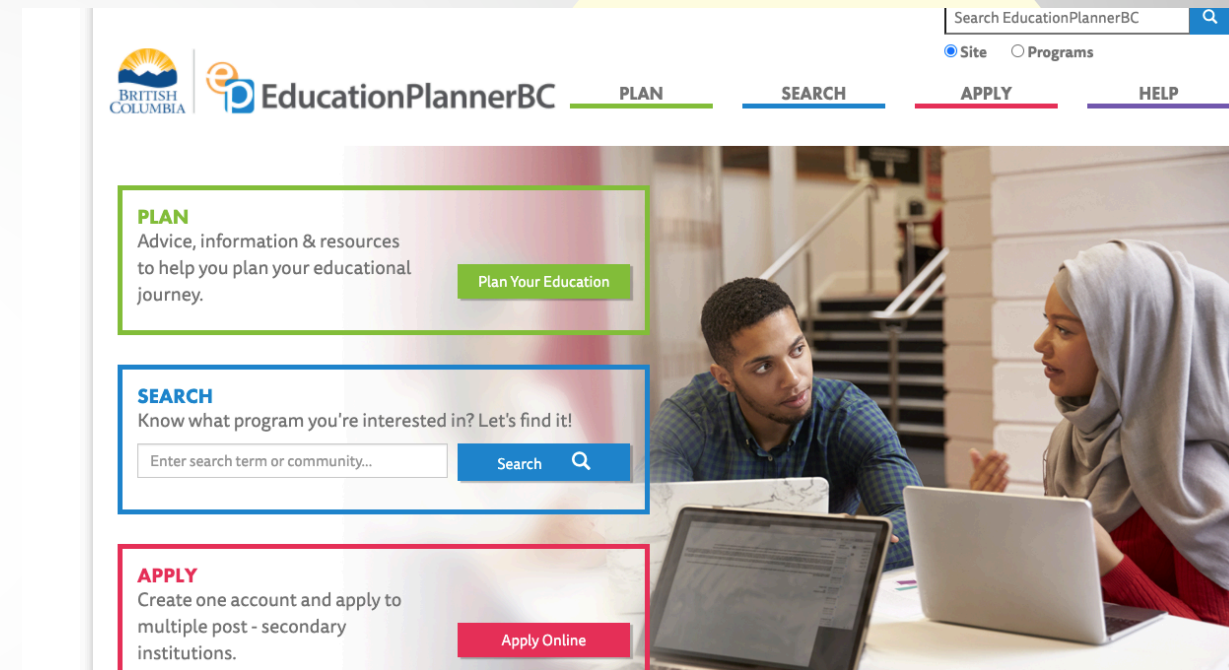 Search EducationPlannerBC
Site Programs
BRITISH
COLUMBIA
ep EducationPlannerBC
PLAN SEARCH APPLY HELP
PLAN
Advice, information & resources
to help you plan your educational
journey.
Plan Your Education
SEARCH
Know what program you're interested in? Let's find it!
Enter search term or community...
Search
APPLY
Create one account and apply to
multiple post - secondary
institutions.
Apply Online